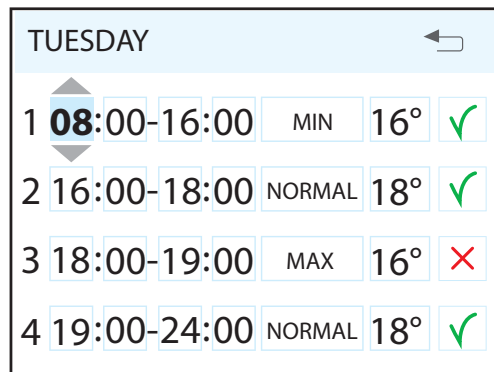 TUESDAY
1 08:00-16:00 MIN 16°
2 16:00-18:00 NORMAL 18°
3 18:00-19:00 MAX 16°
4 19:00-24:00 NORMAL 18°